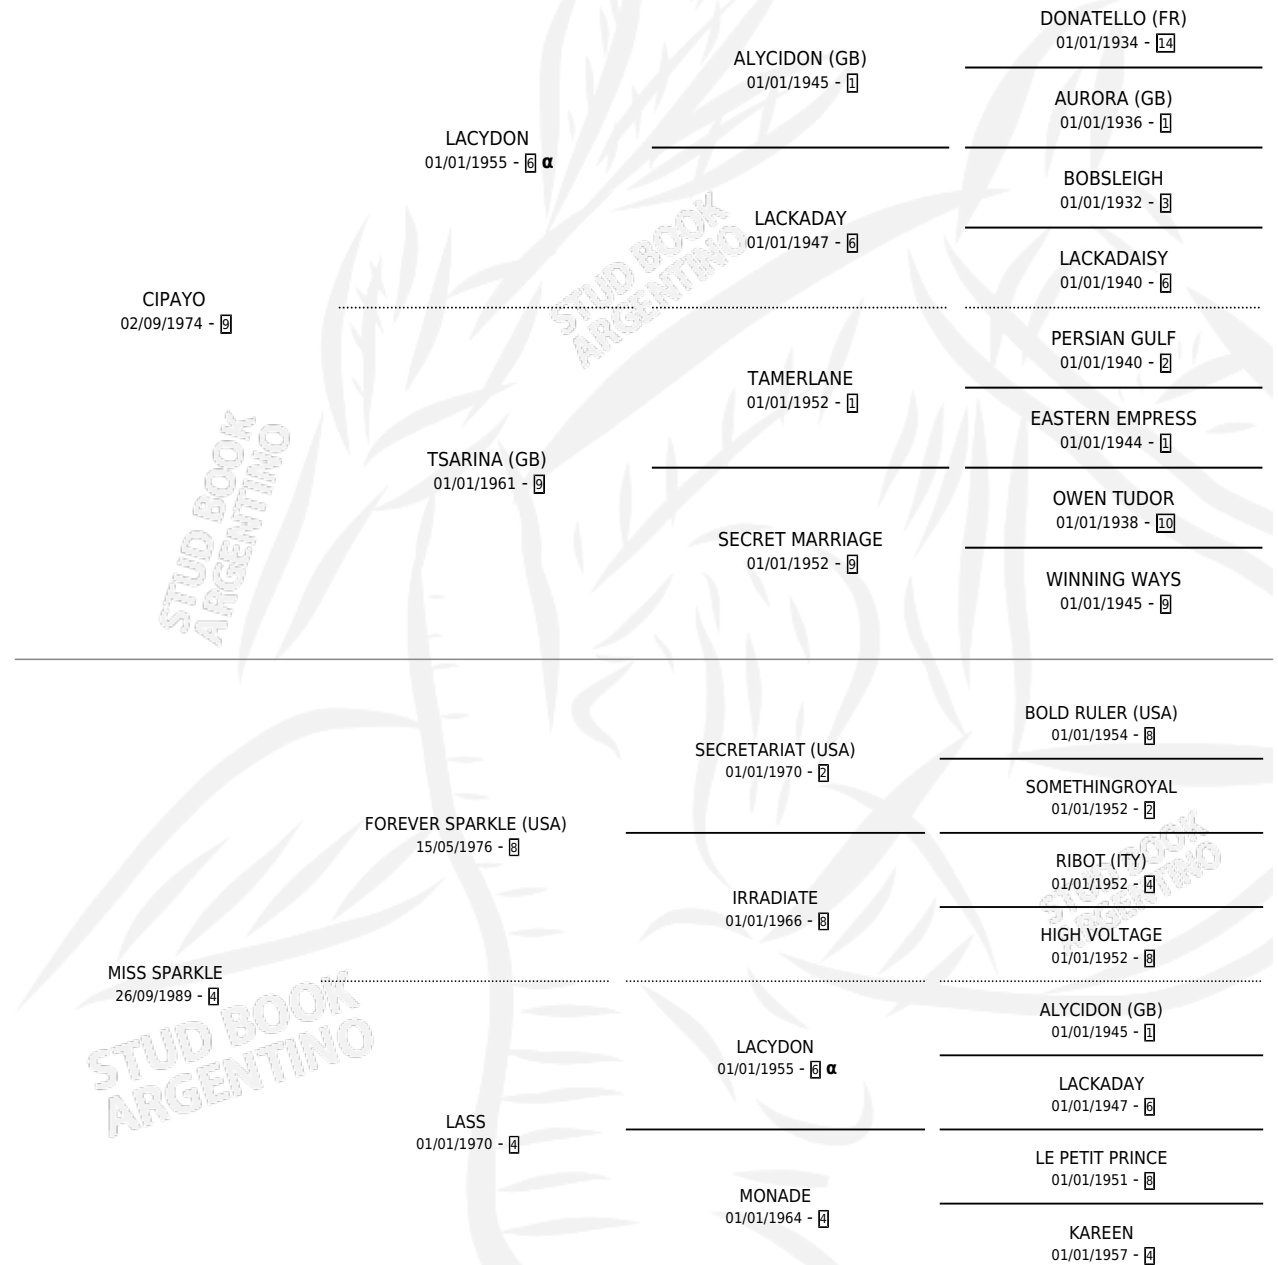 DONATELLO (FR)
01/01/1934 - 14
ALYCIDON (GB)
01/01/1945 - 1
AURORA (GB)
01/01/1936 - 1
LACYDON
01/01/1955 - 6 α
BOBSLEIGH
01/01/1932 - 3
LACKADAY
01/01/1947 - 6
LACKADAISY
01/01/1940 - 6
CIPAYO
02/09/1974 - 9
PERSIAN GULF
01/01/1940 - 2
TAMERLANE
01/01/1952 - 1
EASTERN EMPRESS
01/01/1944 - 1
TSARINA (GB)
01/01/1961 - 9
OWEN TUDOR
01/01/1938 - 10
SECRET MARRIAGE
01/01/1952 - 9
WINNING WAYS
01/01/1945 - 9
BOLD RULER (USA)
01/01/1954 - 8
SECRETARIAT (USA)
01/01/1970 - 2
SOMETHINGROYAL
01/01/1952 - 2
FOREVER SPARKLE (USA)
15/05/1976 - 8
RIBOT (ITY)
01/01/1952 - 4
IRRADIATE
01/01/1966 - 8
HIGH VOLTAGE
01/01/1952 - 8
MISS SPARKLE
26/09/1989 - 4
ALYCIDON (GB)
01/01/1945 - 1
LACYDON
01/01/1955 - 6 α
LACKADAY
01/01/1947 - 6
LASS
01/01/1970 - 4
LE PETIT PRINCE
01/01/1951 - 8
MONADE
01/01/1964 - 4
KAREEN
01/01/1957 - 4
STUD BOOK
ARGENTINO
STUD BOOK
ARGENTINO
STUD BOOK
ARGENTINO
STUD BOOK
ARGENTINO